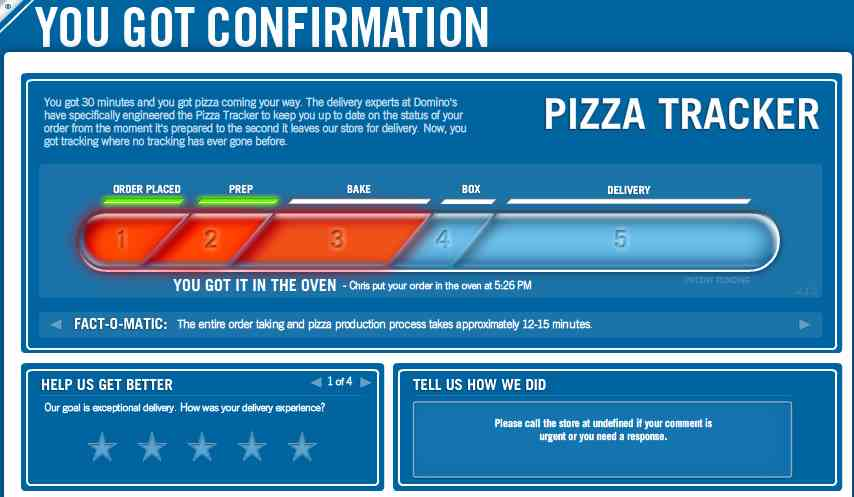 YOU GOT CONFIRMATION
You got 30 minutes and you got pizza coming your way. The delivery experts at Domino's
have specifically engineered the Pizza Tracker to keep you up to date on the status of your
order from the moment it's prepared to the second it leaves our store for delivery. Now, you
got tracking where no tracking has ever gone before.
PIZZA TRACKER
ORDER PLACED PREP BAKE BOX DELIVERY
1 2 3 4 5
YOU GOT IT IN THE OVEN - Chris put your order in the oven at 5:26 PM
PATENT PENDING
FACT-O-MATIC: The entire order taking and pizza production process takes approximately 12-15 minutes.
HELP US GET BETTER 1 of 4
Our goal is exceptional delivery. How was your delivery experience?
TELL US HOW WE DID
Please call the store at undefined if your comment is
urgent or you need a response.